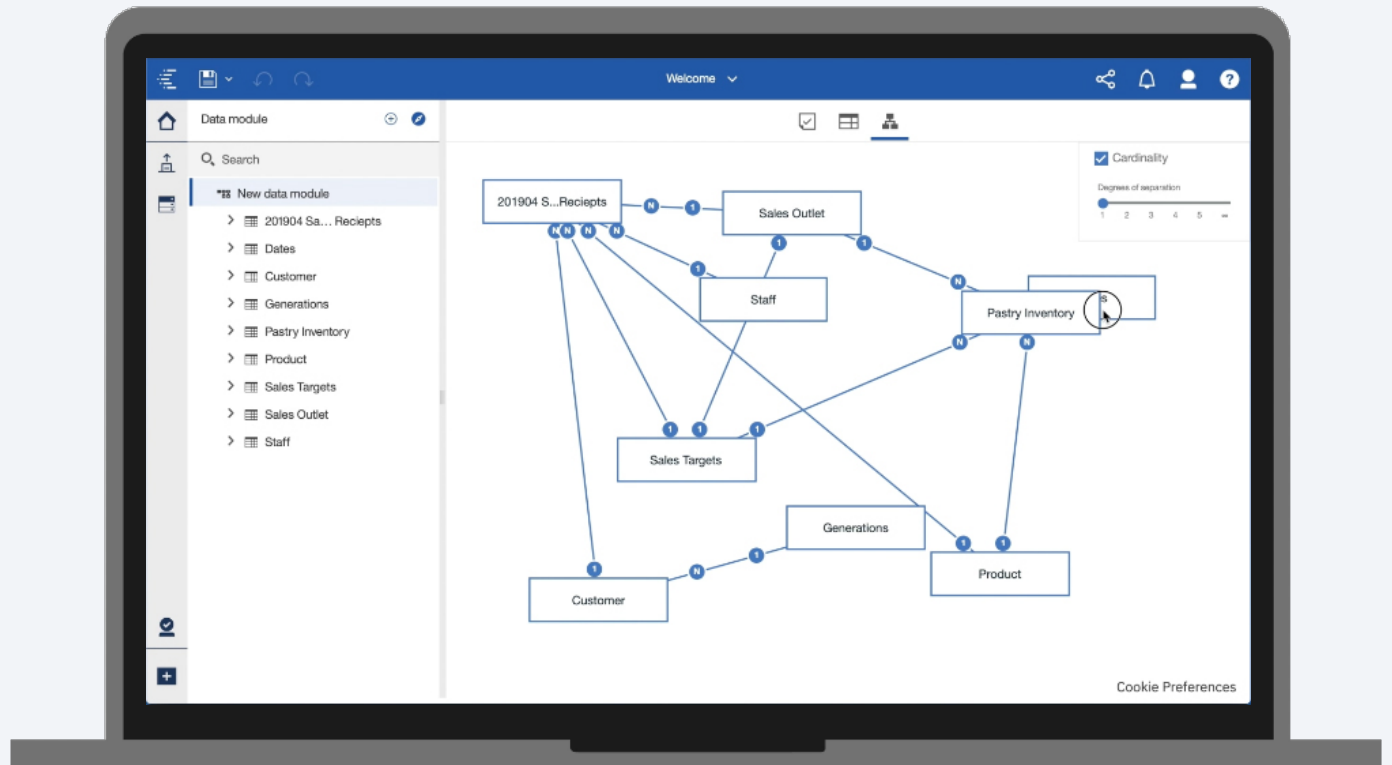 Welcome
?
Data module
Search
New data module
201904 Sa... Reciepts
Dates
Customer
Generations
Pastry Inventory
Product
Sales Targets
Sales Outlet
Staff
Cardinality
Degrees of separation
1 2 3 4 5 ∞
201904 S...Reciepts
N 1
Sales Outlet
N N N N
1 1
1
Staff
N
s
Pastry Inventory
N N
1 1 1
Sales Targets
Generations
1 1
1
N
1
Product
Customer
Cookie Preferences